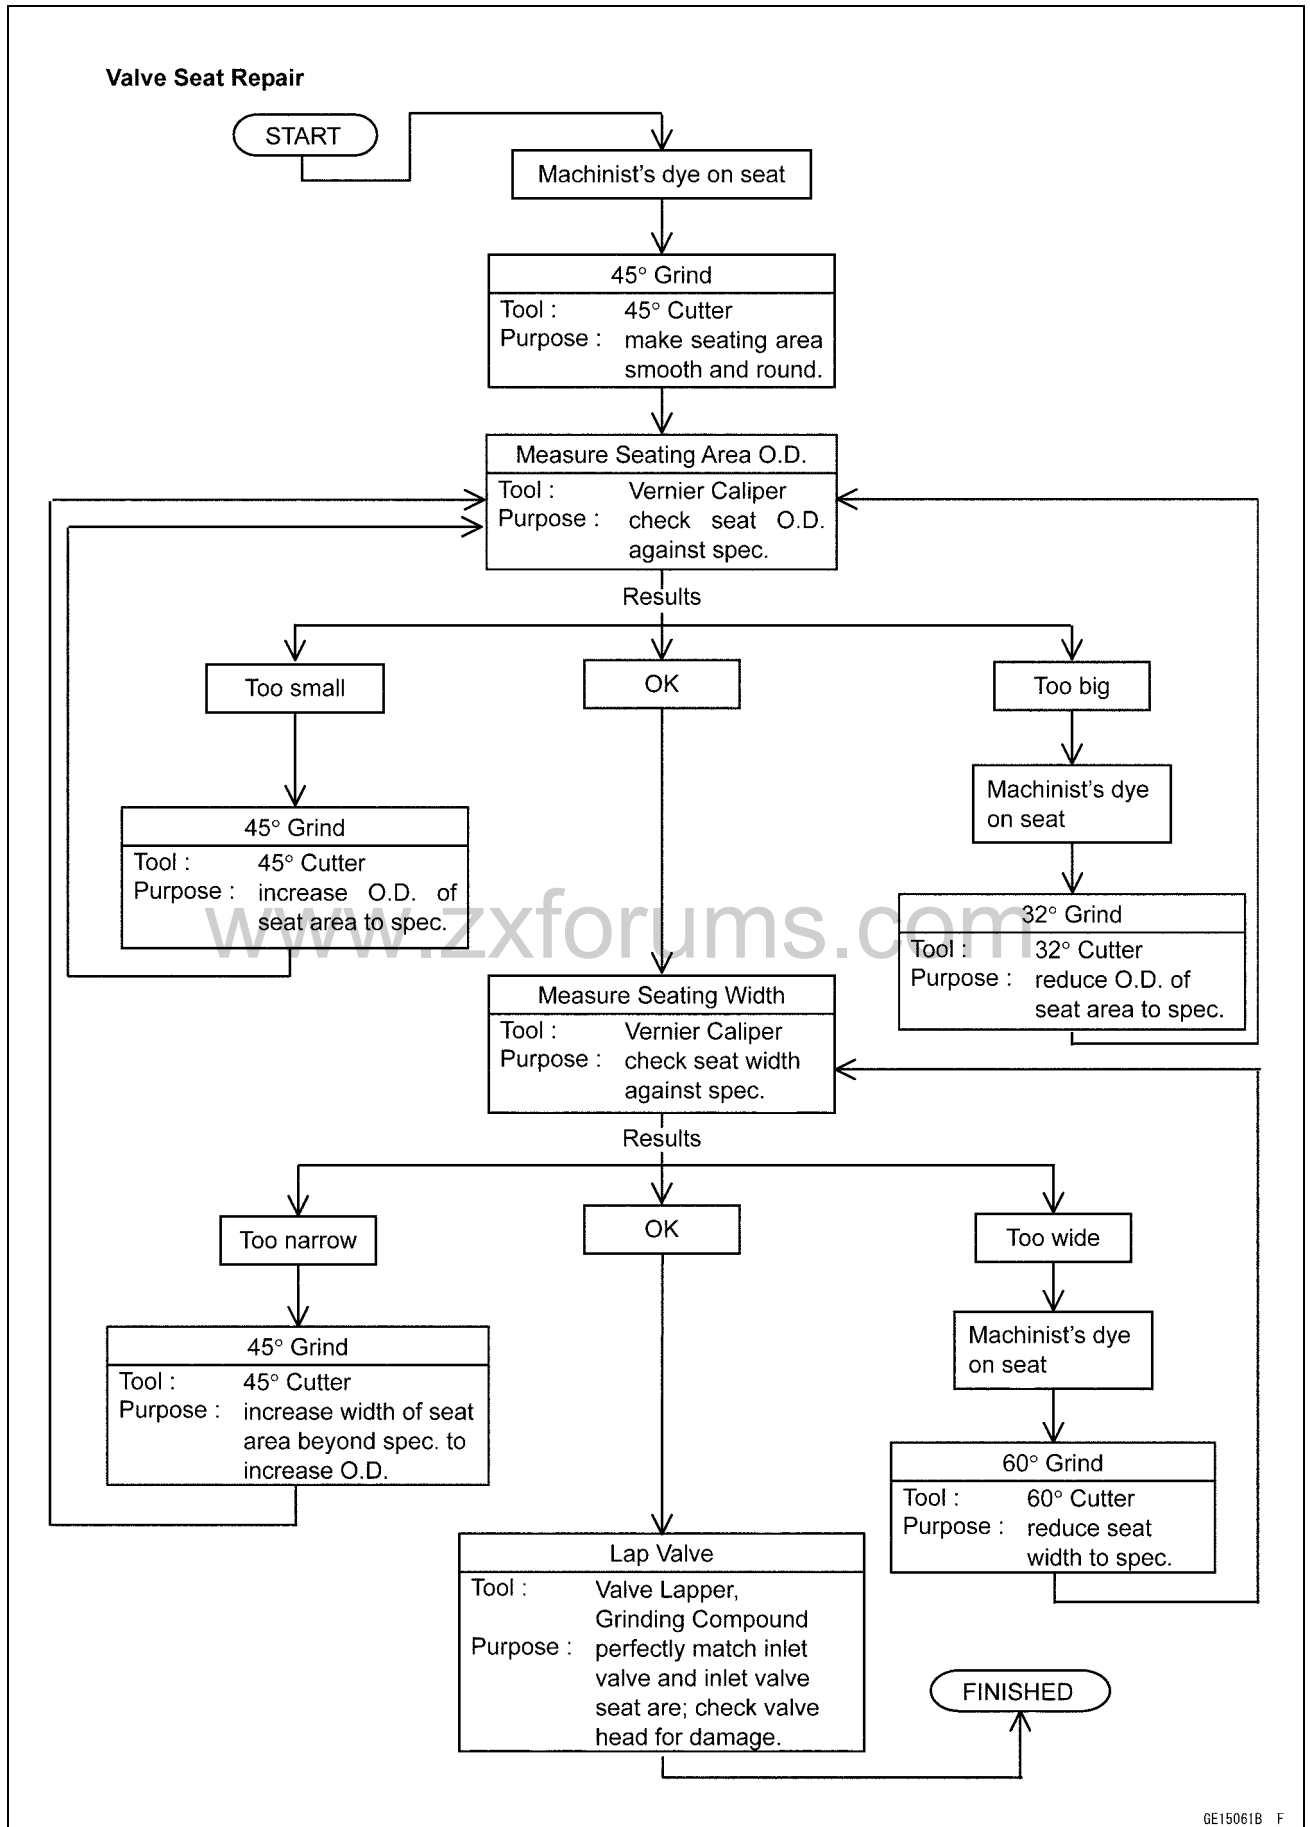 Valve Seat Repair
START
Machinist's dye on seat
45° Grind
Tool : 45° Cutter
Purpose : make seating area
smooth and round.
Measure Seating Area O.D.
Tool : Vernier Caliper
Purpose : check seat O.D.
against spec.
Results
Too small
OK
Too big
Machinist's dye
on seat
45° Grind
Tool : 45° Cutter
Purpose : increase O.D. of
seat area to spec.
www.zxforums.com
32° Grind
Tool : 32° Cutter
Purpose : reduce O.D. of
seat area to spec.
Measure Seating Width
Tool : Vernier Caliper
Purpose : check seat width
against spec.
Results
Too narrow
OK
Too wide
Machinist's dye
on seat
45° Grind
Tool : 45° Cutter
Purpose : increase width of seat
area beyond spec. to
increase O.D.
60° Grind
Tool : 60° Cutter
Purpose : reduce seat
width to spec.
Lap Valve
Tool : Valve Lapper,
Grinding Compound
Purpose : perfectly match inlet
valve and inlet valve
seat are; check valve
head for damage.
FINISHED
GE15061B F